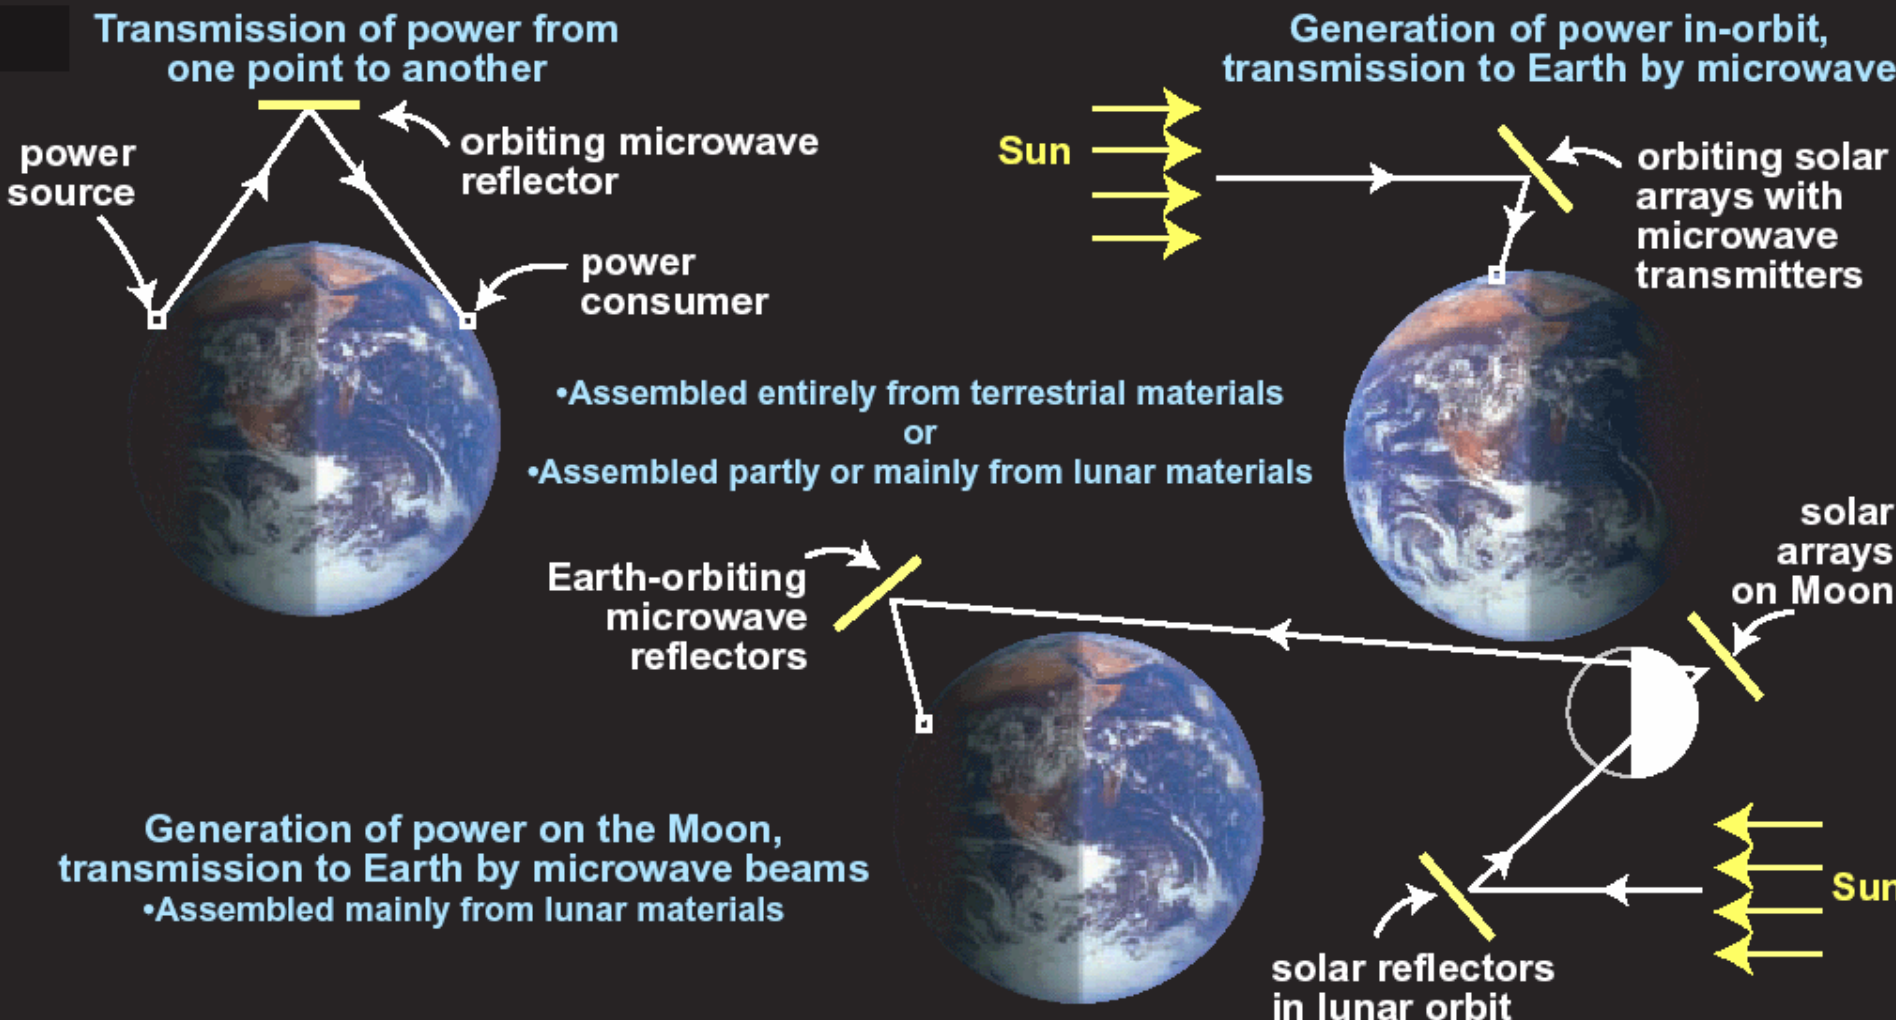 Transmission of power from
one point to another
power
source
orbiting microwave
reflector
power
consumer
Generation of power in-orbit,
transmission to Earth by microwave
Sun
orbiting solar
arrays with
microwave
transmitters
•Assembled entirely from terrestrial materials
or
•Assembled partly or mainly from lunar materials
Earth-orbiting
microwave
reflectors
solar
arrays
on Moon
Generation of power on the Moon,
transmission to Earth by microwave beams
•Assembled mainly from lunar materials
Sun
solar reflectors
in lunar orbit